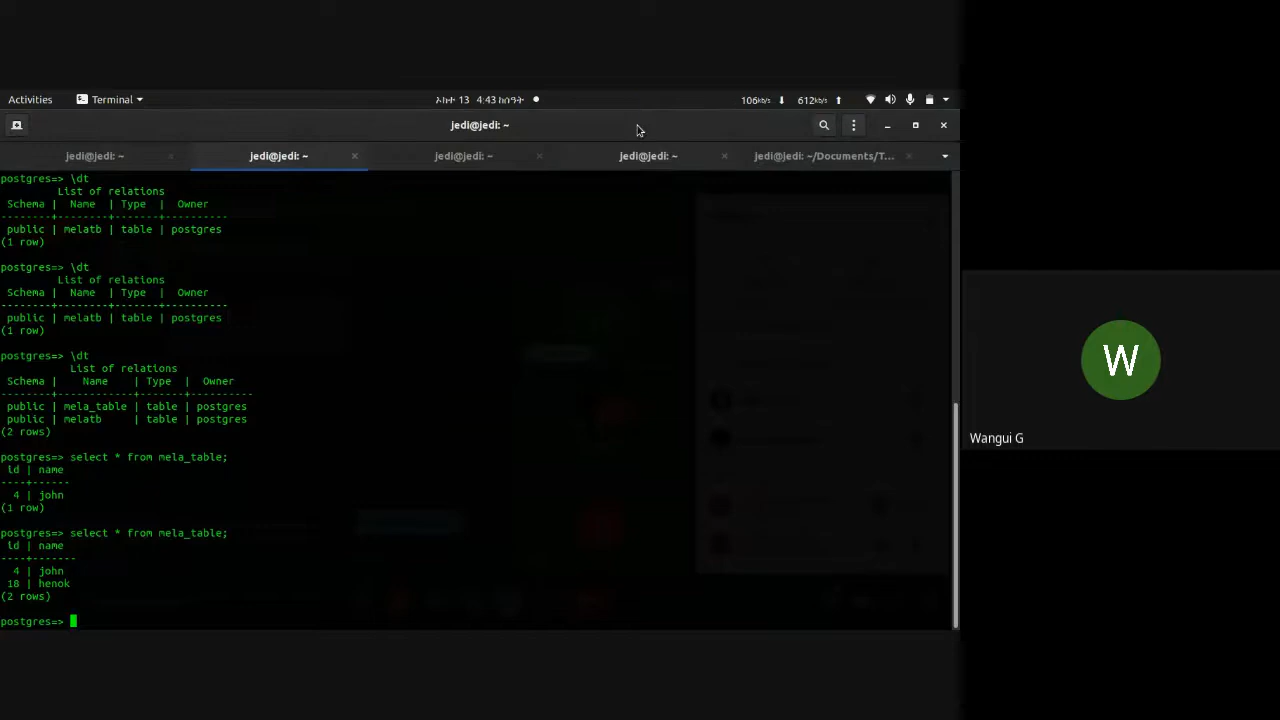 Activities Terminal ኦክተ 13 4:43 ከሰዓት 106kb/s 612kb/s
jedi@jedi: ~
jedi@jedi: ~ jedi@jedi: ~ jedi@jedi: ~ jedi@jedi: ~ jedi@jedi: ~/Documents/T...
postgres=> \dt
List of relations
Schema | Name | Type | Owner
--------+--------+-------+----------
public | melatb | table | postgres
(1 row)
postgres=> \dt
List of relations
Schema | Name | Type | Owner
--------+--------+-------+----------
public | melatb | table | postgres
(1 row)
postgres=> \dt
List of relations
Schema | Name | Type | Owner
--------+------------+-------+----------
public | mela_table | table | postgres
public | melatb | table | postgres
(2 rows)
postgres=> select * from mela_table;
id | name
----+------
4 | john
(1 row)
postgres=> select * from mela_table;
id | name
----+-------
4 | john
18 | henok
(2 rows)
postgres=>
W
Wangui G